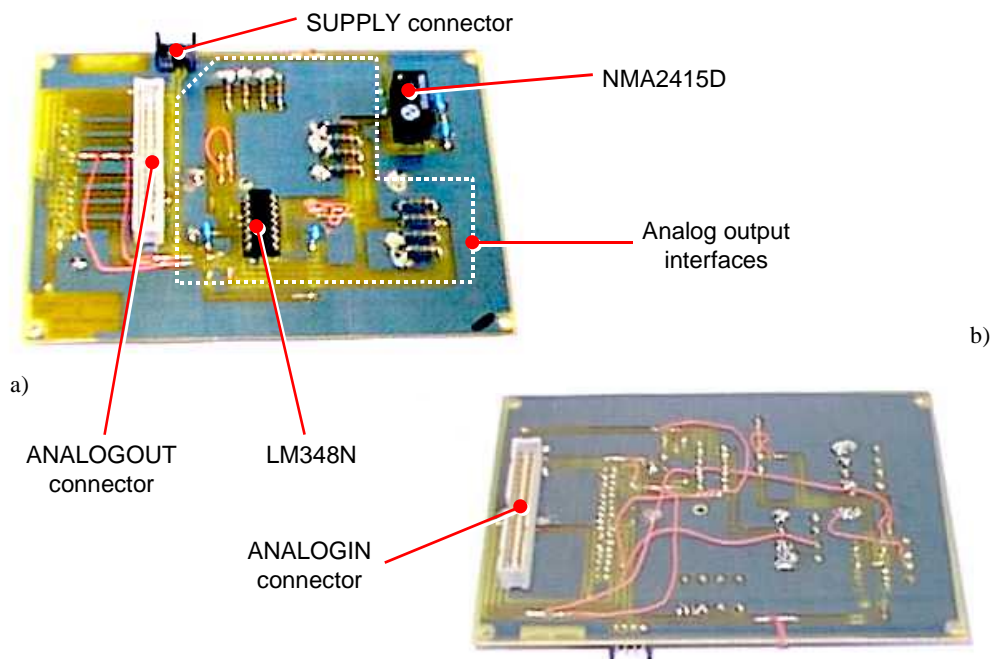 SUPPLY connector
NMA2415D
Analog output
interfaces
b)
a)
ANALOGOUT
connector
LM348N
ANALOGIN
connector